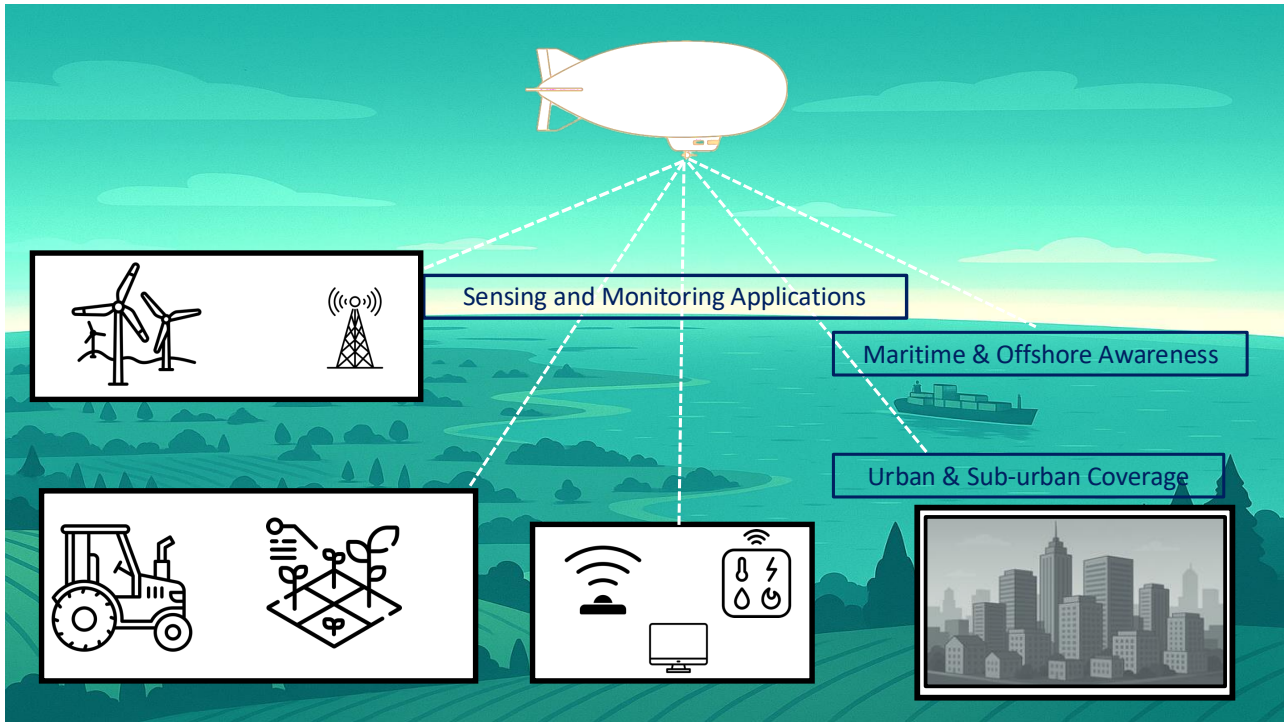 Sensing and Monitoring Applications
Maritime & Offshore Awareness
Urban & Sub-urban Coverage